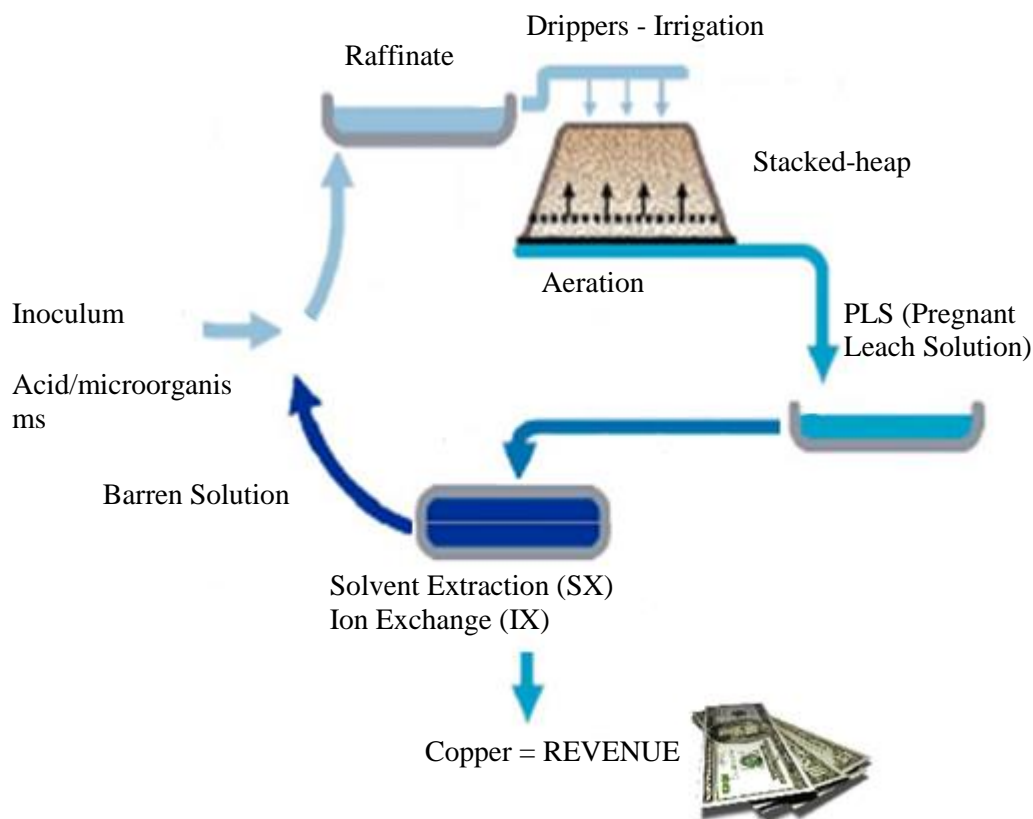 Drippers - Irrigation
Raffinate
Stacked-heap
Aeration
Inoculum
PLS (Pregnant
Leach Solution)
Acid/microorganis
ms
Barren Solution
Solvent Extraction (SX)
Ion Exchange (IX)
Copper = REVENUE